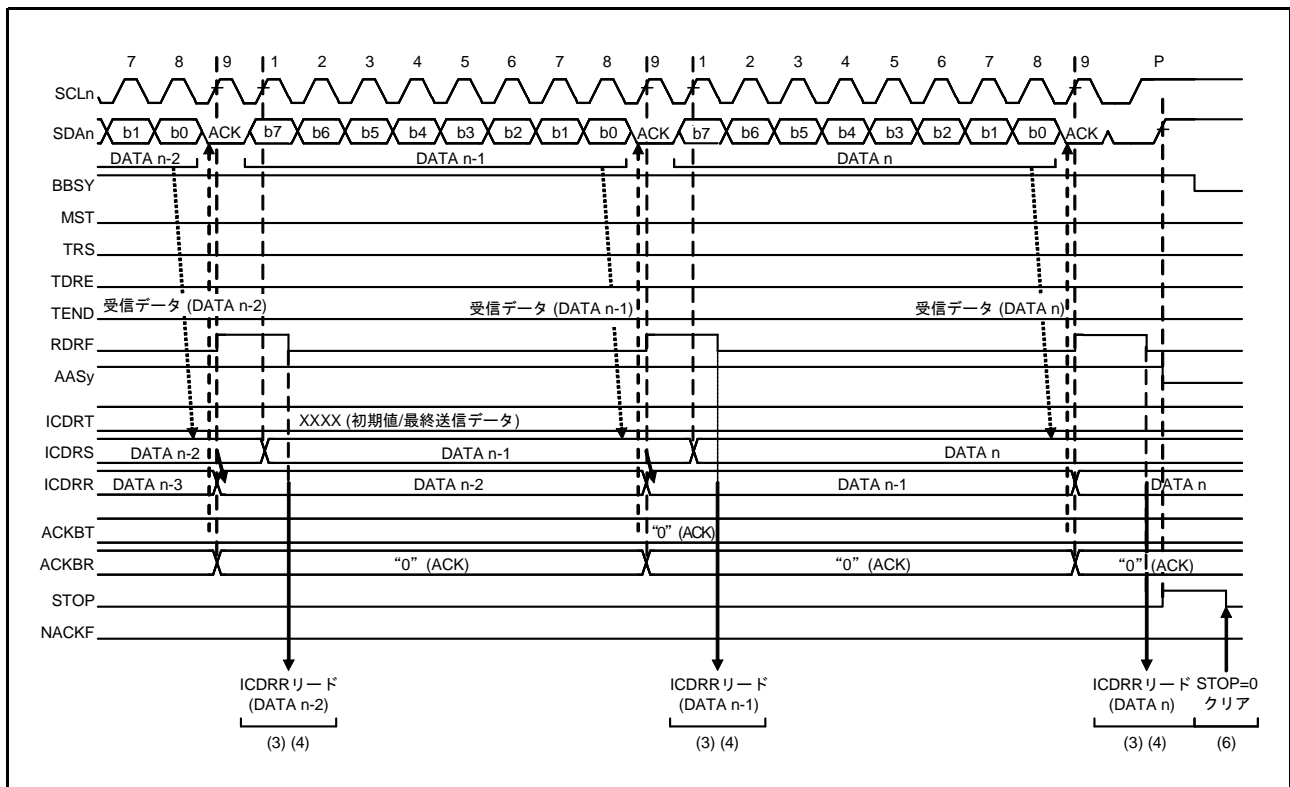 7 8 9 1 2 3 4 5 6 7 8 9 1 2 3 4 5 6 7 8 9 P
SCLn
SDAn b1 b0 ACK b7 b6 b5 b4 b3 b2 b1 b0 ACK b7 b6 b5 b4 b3 b2 b1 b0 ACK
DATA n-2 DATA n-1 DATA n
BBSY
MST
TRS
TDRE
TEND 受信データ (DATA n-2) 受信データ (DATA n-1) 受信データ (DATA n)
RDRF
AASy
ICDRT XXXX (初期値/最終送信データ)
ICDRS DATA n-2 DATA n-1 DATA n
ICDRR DATA n-3 DATA n-2 DATA n-1 DATA n
ACKBT “0” (ACK)
ACKBR “0” (ACK) “0” (ACK) “0” (ACK)
STOP
NACKF
ICDRRリード ICDRRリード ICDRRリード STOP=0
(DATA n-2) (DATA n-1) (DATA n) クリア
(3) (4) (3) (4) (3) (4) (6)